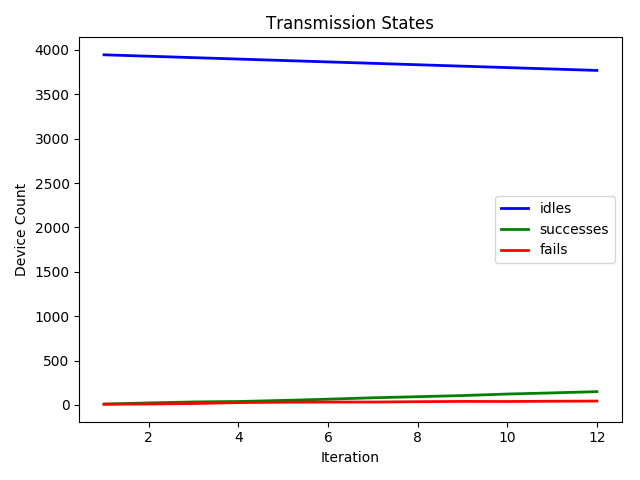 Transmission States
Device Count
4000
3500
3000
2500
2000
1500
1000
500
0
idles
successes
fails
2 4 6 8 10 12
Iteration